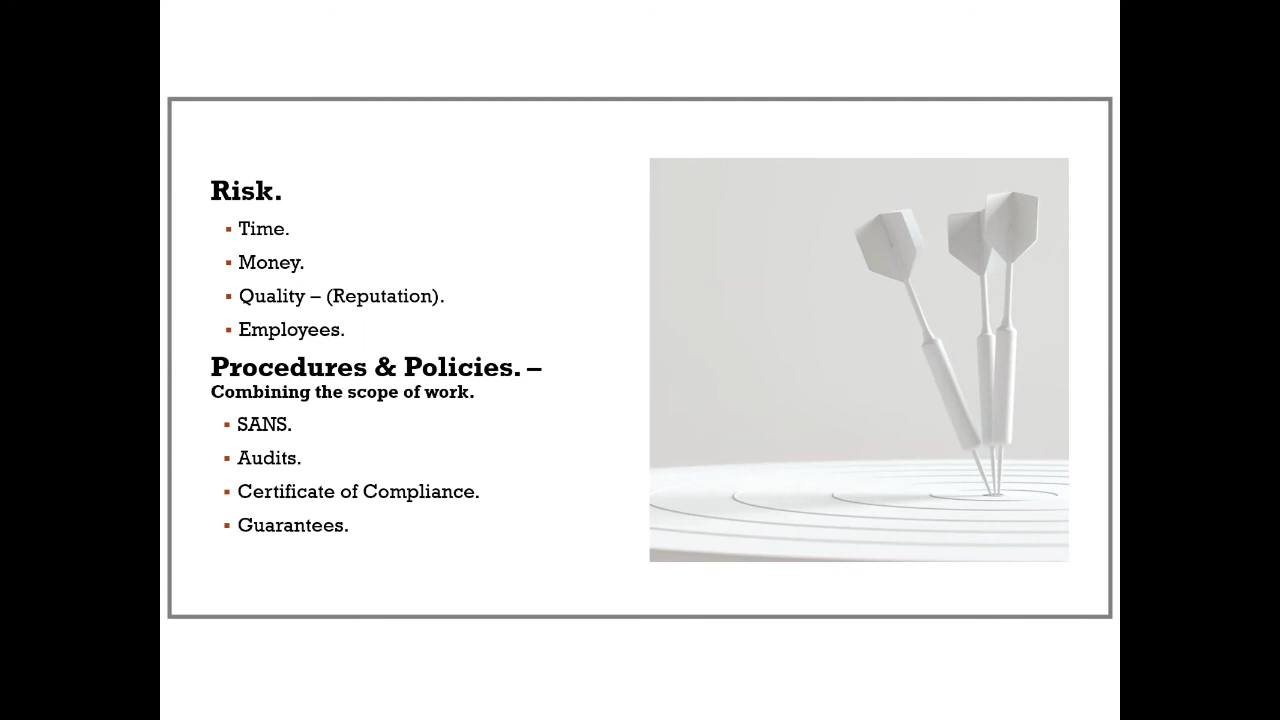 Risk.
▪ Time.
▪ Money.
▪ Quality – (Reputation).
▪ Employees.
Procedures & Policies. –
Combining the scope of work.
▪ SANS.
▪ Audits.
▪ Certificate of Compliance.
▪ Guarantees.